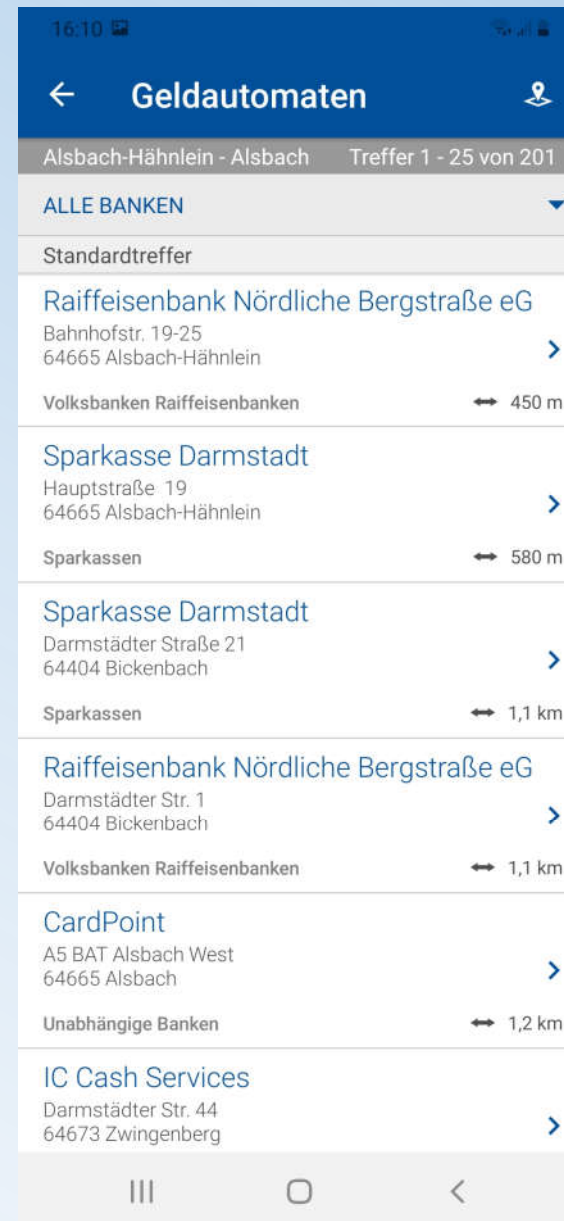 16:10
Geldautomaten
Alsbach-Hähnlein - Alsbach Treffer 1 - 25 von 201
ALLE BANKEN
Standardtreffer
Raiffeisenbank Nördliche Bergstraße eG
Bahnhofstr. 19-25
64665 Alsbach-Hähnlein
Volksbanken Raiffeisenbanken 450 m
Sparkasse Darmstadt
Hauptstraße 19
64665 Alsbach-Hähnlein
Sparkassen 580 m
Sparkasse Darmstadt
Darmstädter Straße 21
64404 Bickenbach
Sparkassen 1,1 km
Raiffeisenbank Nördliche Bergstraße eG
Darmstädter Str. 1
64404 Bickenbach
Volksbanken Raiffeisenbanken 1,1 km
CardPoint
A5 BAT Alsbach West
64665 Alsbach
Unabhängige Banken 1,2 km
IC Cash Services
Darmstädter Str. 44
64673 Zwingenberg